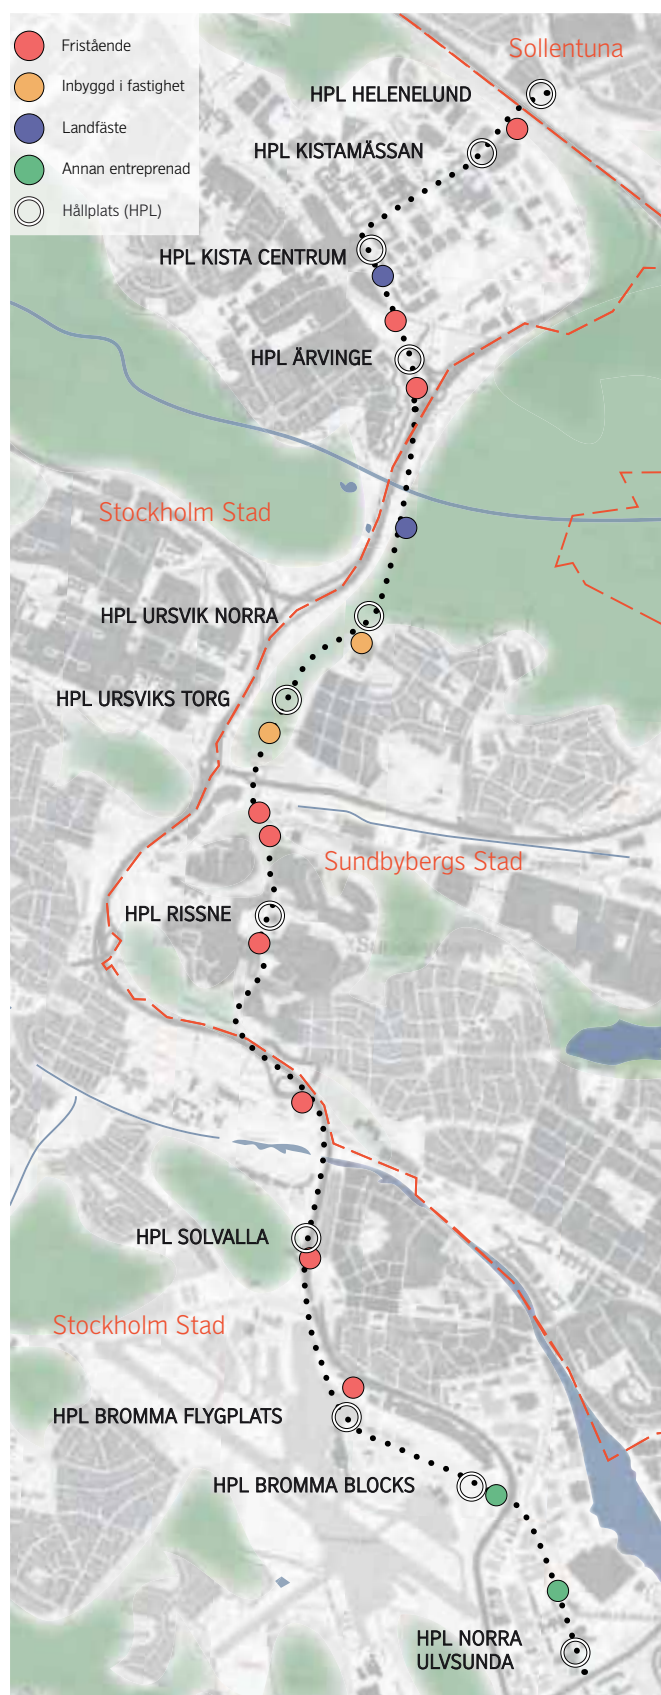 Fristående
Inbyggd i fastighet
Landfäste
Annan entreprenad
Hållplats (HPL)
Sollentuna
HPL HELENELUND
HPL KISTAMÄSSAN
HPL KISTA CENTRUM
HPL ÄRVINGE
Stockholm Stad
HPL URSVIK NORRA
HPL URSVIKS TORG
Sundbybergs Stad
HPL RISSNE
HPL SOLVALLA
Stockholm Stad
HPL BROMMA FLYGPLATS
HPL BROMMA BLOCKS
HPL NORRA
ULVSUNDA